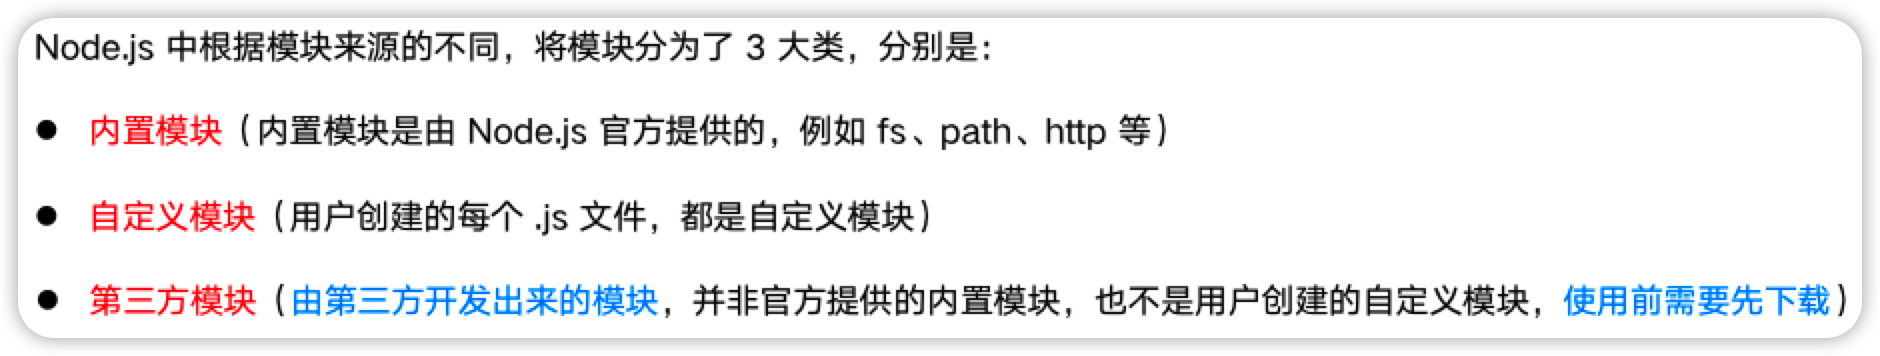 Node.js 中根据模块来源的不同，将模块分为了 3 大类，分别是：
● 内置模块（内置模块是由 Node.js 官方提供的，例如 fs、path、http 等）
● 自定义模块（用户创建的每个 .js 文件，都是自定义模块）
● 第三方模块（由第三方开发出来的模块，并非官方提供的内置模块，也不是用户创建的自定义模块，使用前需要先下载）